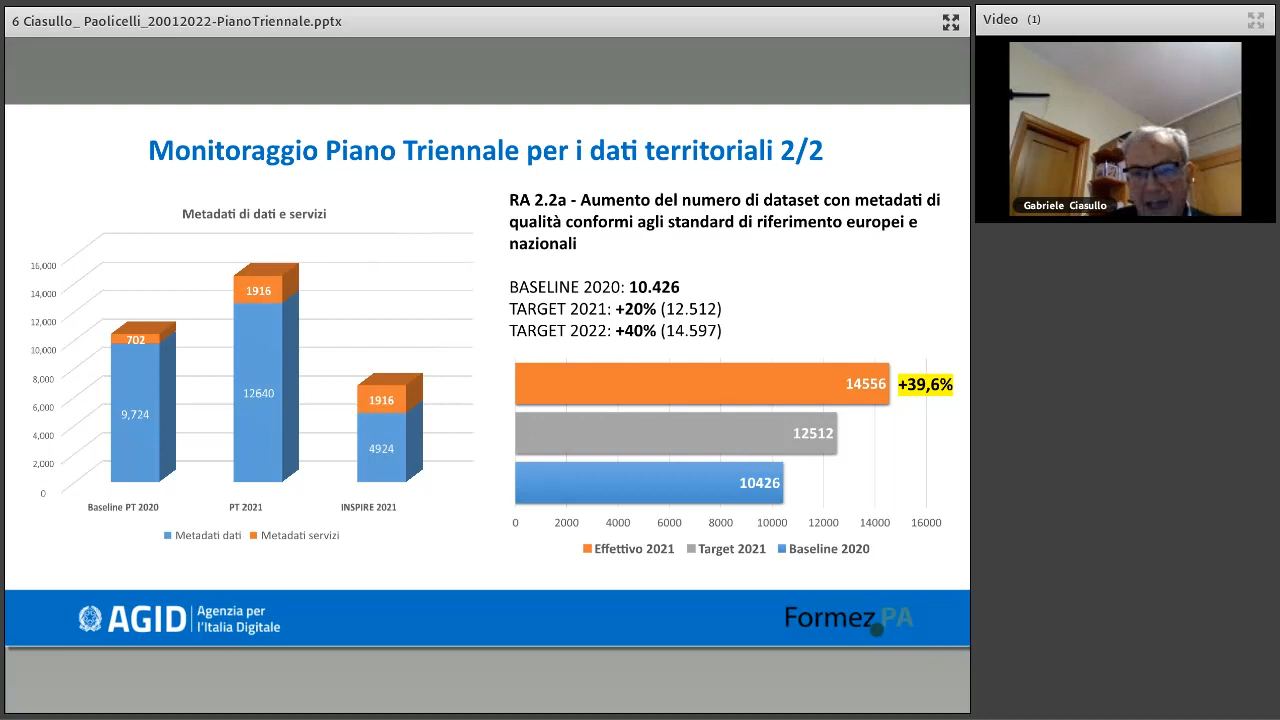 6 Ciasullo_ Paolicelli_20012022-PianoTriennale.pptx
Video (1)
Gabriele Ciasullo
Monitoraggio Piano Triennale per i dati territoriali 2/2
Metadati di dati e servizi
16,000
14,000
12,000
10,000
8,000
6,000
4,000
2,000
0
702
9,724
1916
12640
1916
4924
Baseline PT 2020
PT 2021
INSPIRE 2021
Metadati dati
Metadati servizi
RA 2.2a - Aumento del numero di dataset con metadati di
qualità conformi agli standard di riferimento europei e
nazionali
BASELINE 2020: 10.426
TARGET 2021: +20% (12.512)
TARGET 2022: +40% (14.597)
14556
+39,6%
12512
10426
0 2000 4000 6000 8000 10000 12000 14000 16000
Effettivo 2021
Target 2021
Baseline 2020
AGID
Agenzia per
l'Italia Digitale
Formez PA